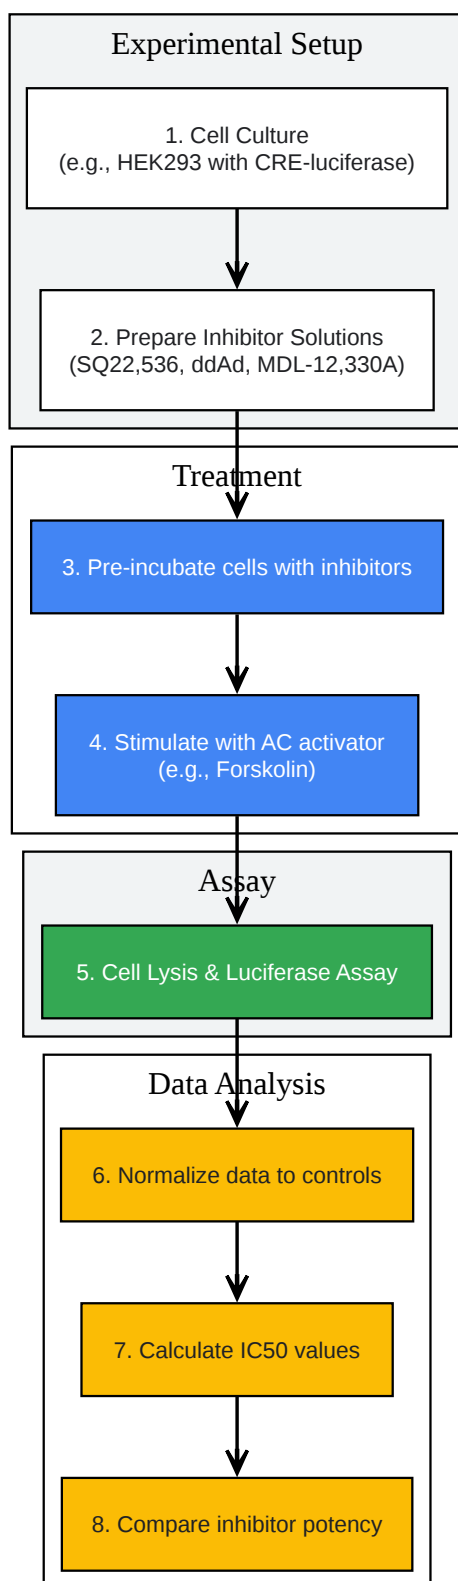 Experimental Setup
1. Cell Culture
(e.g., HEK293 with CRE-luciferase)
2. Prepare Inhibitor Solutions
(SQ22,536, ddAd, MDL-12,330A)
Treatment
3. Pre-incubate cells with inhibitors
4. Stimulate with AC activator
(e.g., Forskolin)
Assay
5. Cell Lysis & Luciferase Assay
Data Analysis
6. Normalize data to controls
7. Calculate IC50 values
8. Compare inhibitor potency